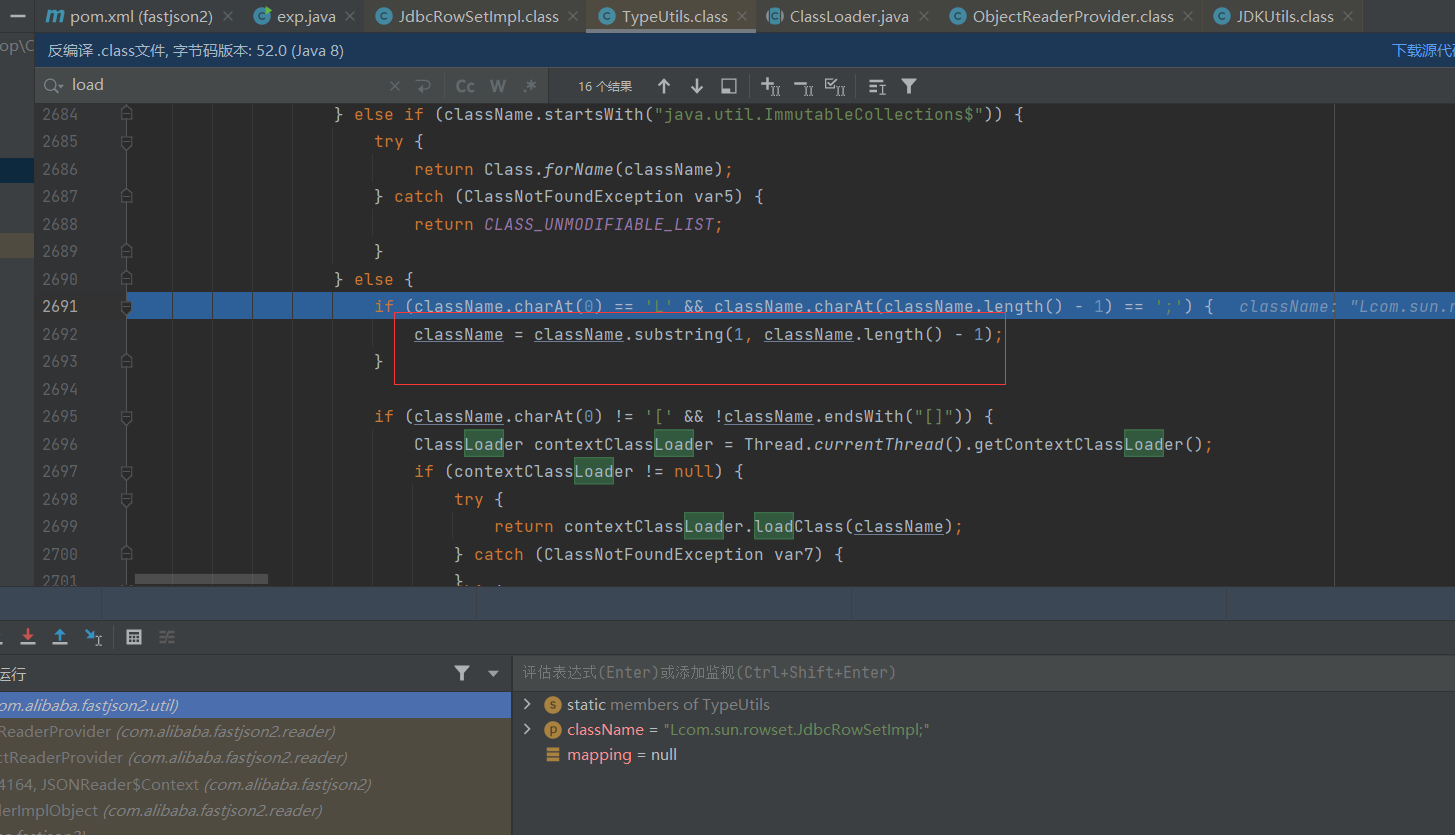 pom.xml (fastjson2) × exp.java × JdbcRowSetImpl.class × TypeUtils.class × ClassLoader.java × ObjectReaderProvider.class × JDKUtils.class ×
op\C
反编译 .class文件, 字节码版本: 52.0 (Java 8)
下载源代
load
Cc W .*
16 个结果
2684 } else if (className.startsWith("java.util.ImmutableCollections$")) {
2685 try {
2686 return Class.forName(className);
2687 } catch (ClassNotFoundException var5) {
2688 return CLASS_UNMODIFIABLE_LIST;
2689 }
2690 } else {
2691 if (className.charAt(0) == 'L' && className.charAt(className.length() - 1) == ';') { className: "Lcom.sun.r
2692 className = className.substring(1, className.length() - 1);
2693 }
2694
2695 if (className.charAt(0) != '[' && !className.endsWith("[]")) {
2696 ClassLoader contextClassLoader = Thread.currentThread().getContextClassLoader();
2697 if (contextClassLoader != null) {
2698 try {
2699 return contextClassLoader.loadClass(className);
2700 } catch (ClassNotFoundException var7) {
2701 }
运行
评估表达式(Enter)或添加监视(Ctrl+Shift+Enter)
om.alibaba.fastjson2.util)
static members of TypeUtils
ReaderProvider (com.alibaba.fastjson2.reader)
className = "Lcom.sun.rowset.JdbcRowSetImpl;"
ctReaderProvider (com.alibaba.fastjson2.reader)
mapping = null
4164, JSONReader$Context (com.alibaba.fastjson2)
derImplObject (com.alibaba.fastjson2.reader)